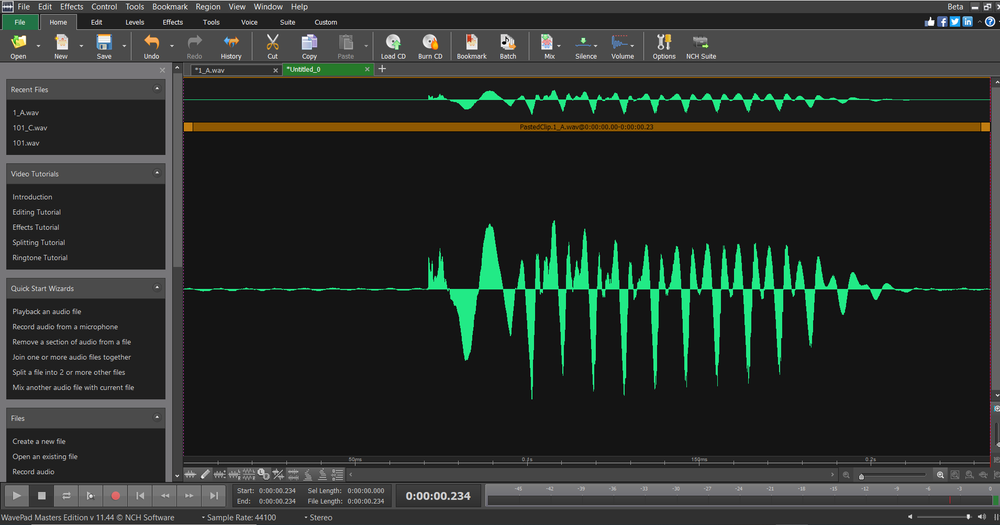 File Edit Effects Control Tools Bookmark Region View Window Help Beta
File Home Edit Levels Effects Tools Voice Suite Custom
Open New Save Undo Redo History Cut Copy Paste Load CD Burn CD Bookmark Batch Mix Silence Volume Options NCH Suite
*1_A.wav *Untitled_0
Recent Files
1_A.wav
101_C.wav
101.wav
PastedClip.1_A.wav@0:00:00.00-0:00:00.23
Video Tutorials
Introduction
Editing Tutorial
Effects Tutorial
Splitting Tutorial
Ringtone Tutorial
Quick Start Wizards
Playback an audio file
Record audio from a microphone
Remove a section of audio from a file
Join one or more audio files together
Split a file into 2 or more other files
Mix another audio file with current file
Files
Create a new file
Open an existing file
Record audio
50ms 0.1s 150ms 0.2s
Start: 0:00:00.234 Sel Length: 0:00:00.000
End: 0:00:00.234 File Length: 0:00:00.234
0:00:00.234
-45 -42 -39 -36 -33 -30 -27 -24 -21 -18 -15 -12 -9 -6 -3 0
WavePad Masters Edition v 11.44 © NCH Software Sample Rate: 44100 Stereo